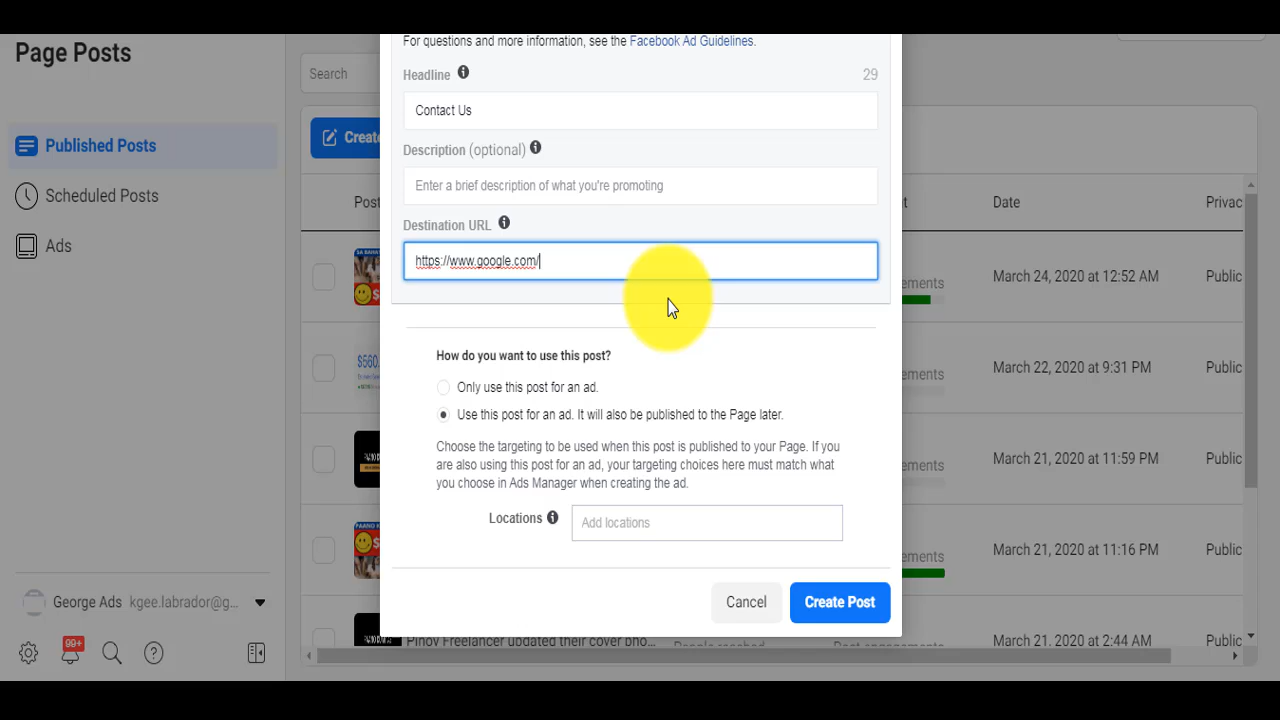 Page Posts
Published Posts
Scheduled Posts
Ads
George Ads kgee.labrador@g...
99+
Search
Create
Post
For questions and more information, see the Facebook Ad Guidelines.
Headline 29
Contact Us
Description (optional)
Enter a brief description of what you're promoting
Destination URL
https://www.google.com/
How do you want to use this post?
Only use this post for an ad.
Use this post for an ad. It will also be published to the Page later.
Choose the targeting to be used when this post is published to your Page. If you
are also using this post for an ad, your targeting choices here must match what
you choose in Ads Manager when creating the ad.
Locations
Add locations
Cancel
Create Post
Date Privac
ements March 24, 2020 at 12:52 AM Public
$560.
ements March 22, 2020 at 9:31 PM Public
March 21, 2020 at 11:59 PM Public
ements March 21, 2020 at 11:16 PM Public
Pinoy Freelancer updated their cover pho... People reached Post engagements March 21, 2020 at 2:44 AM Public